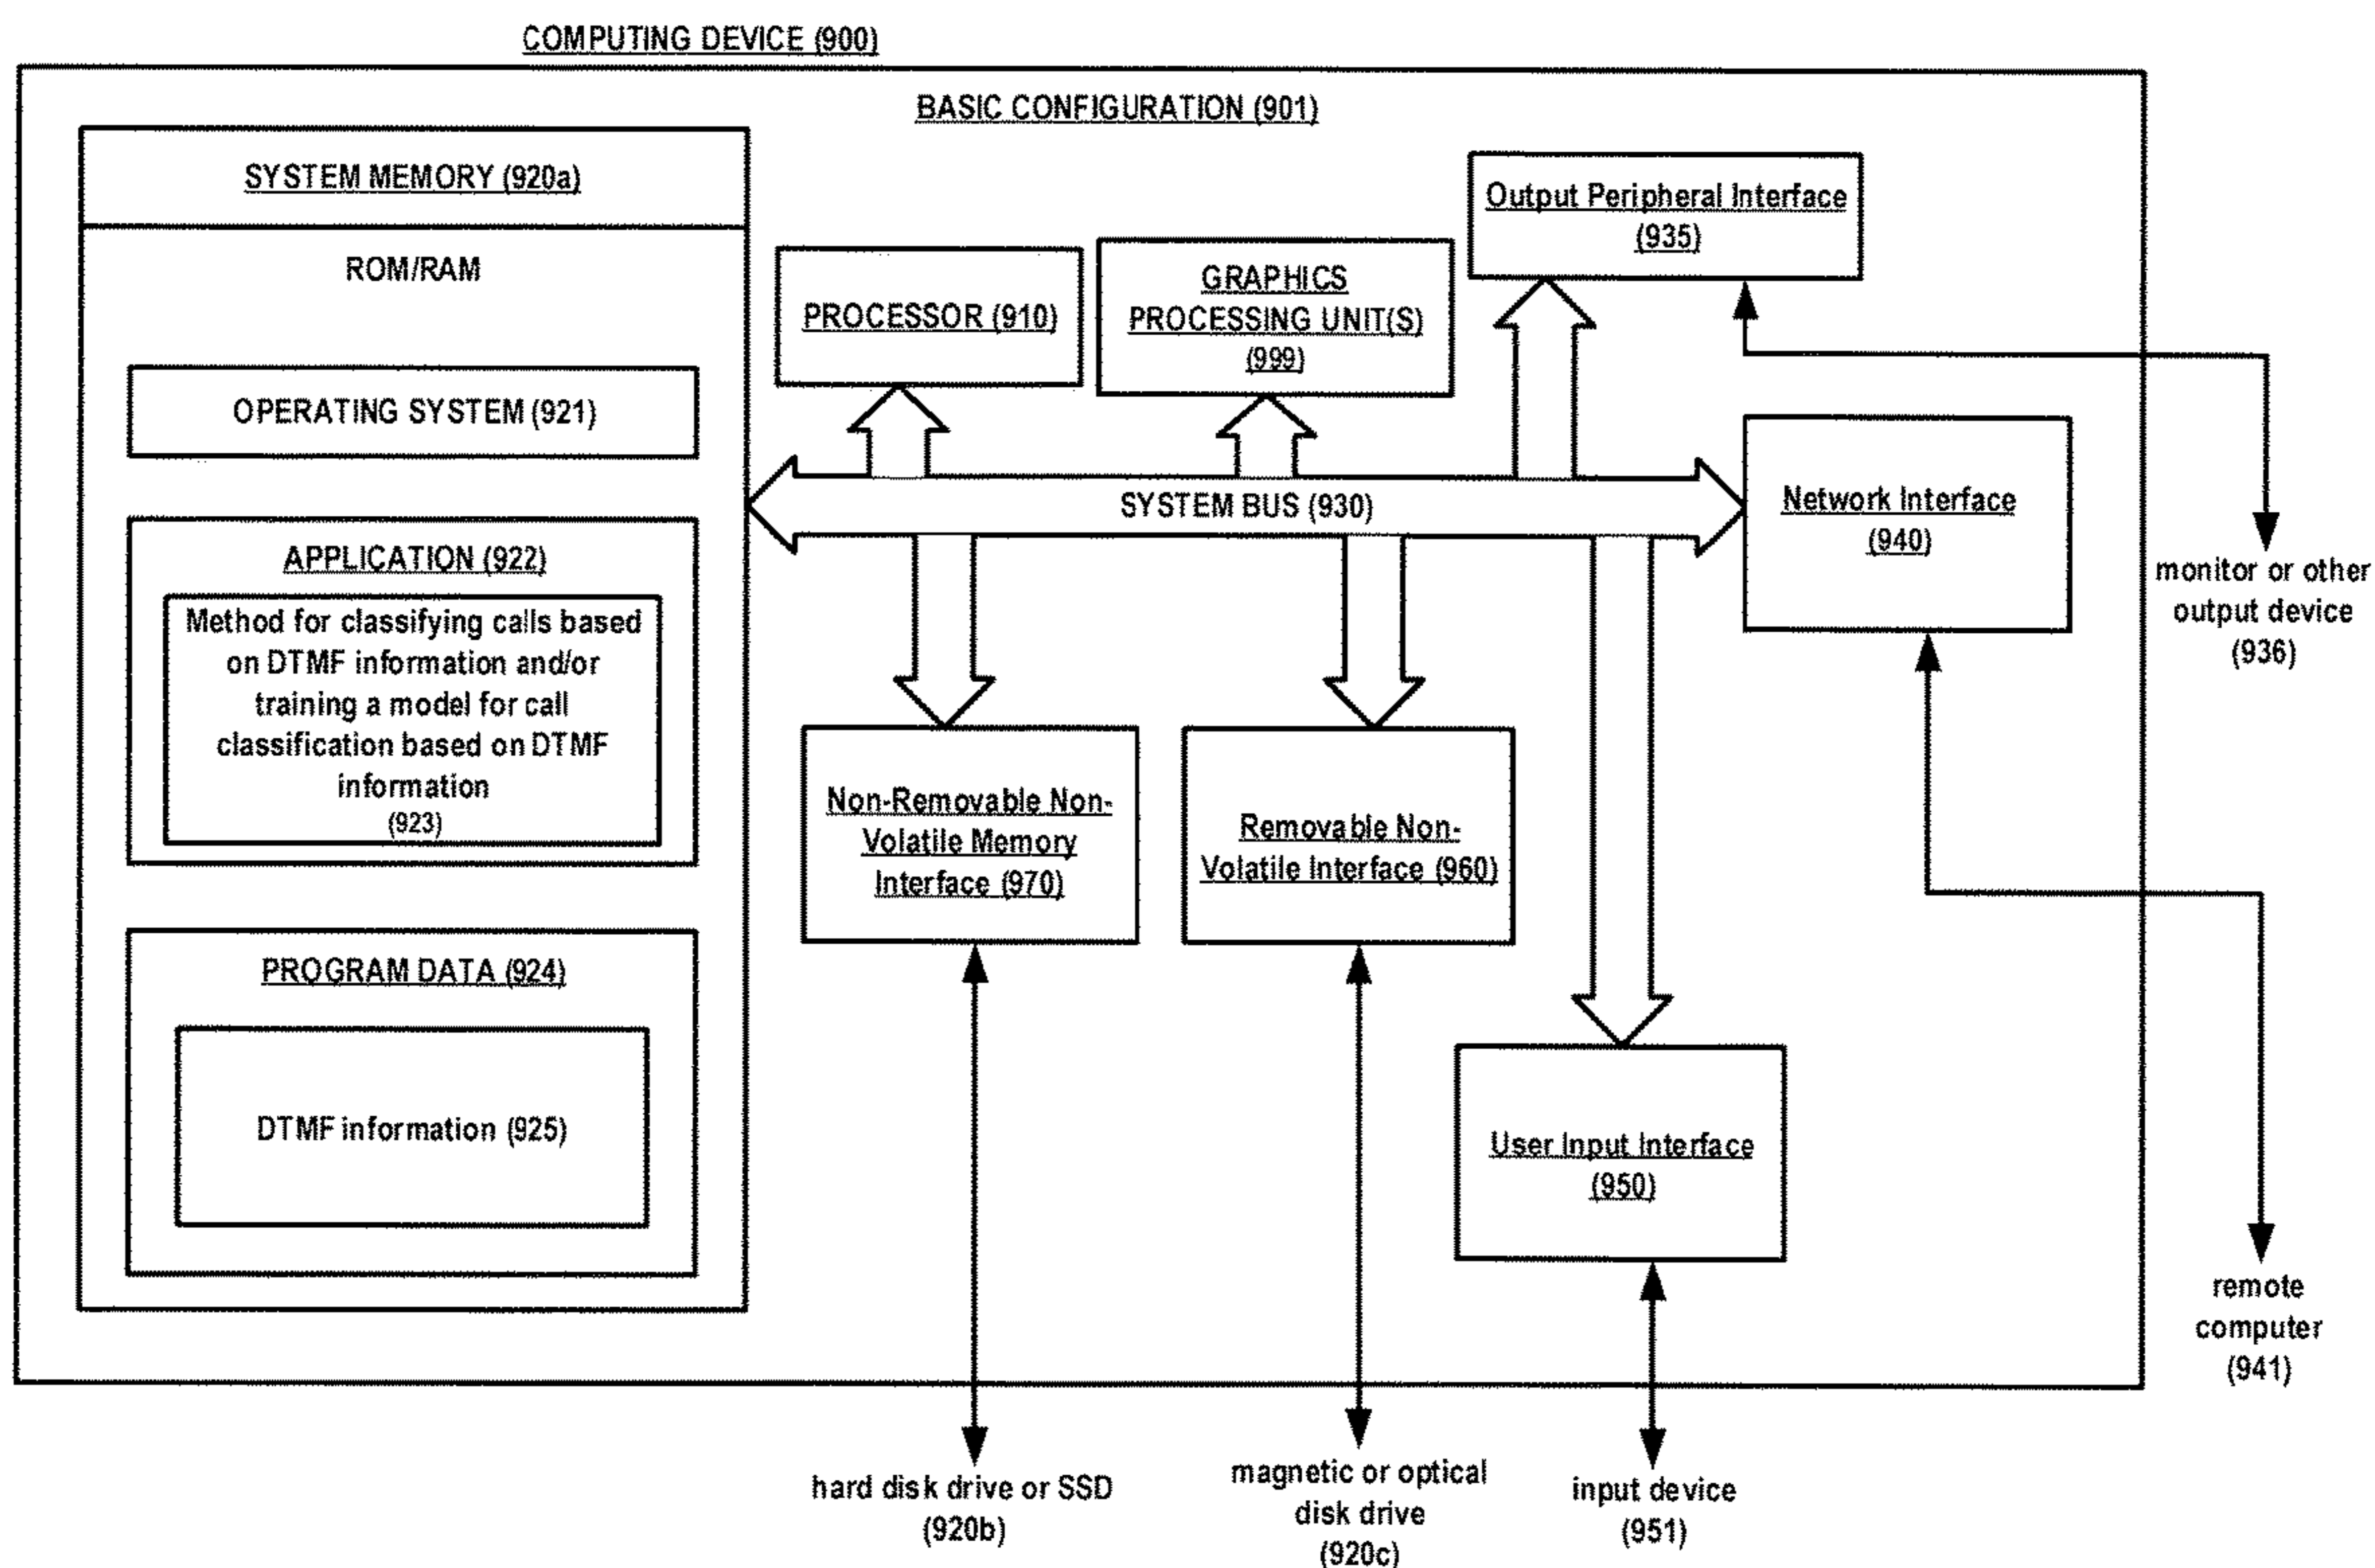 COMPUTING DEVICE (900)
BASIC CONFIGURATION (901)
SYSTEM MEMORY (920a)
ROM/RAM
OPERATING SYSTEM (921)
APPLICATION (922)
Method for classifying calls based
on DTMF information and/or
training a model for call
classification based on DTMF
information
(923)
PROGRAM DATA (924)
DTMF information (925)
PROCESSOR (910)
GRAPHICS
PROCESSING UNIT(S)
(999)
Output Peripheral Interface
(935)
SYSTEM BUS (930)
Network Interface
(940)
monitor or other
output device
(936)
Non-Removable Non-
Volatile Memory
Interface (970)
Removable Non-
Volatile Interface (960)
User Input Interface
(950)
remote
computer
(941)
hard disk drive or SSD
(920b)
magnetic or optical
disk drive
(920c)
input device
(951)